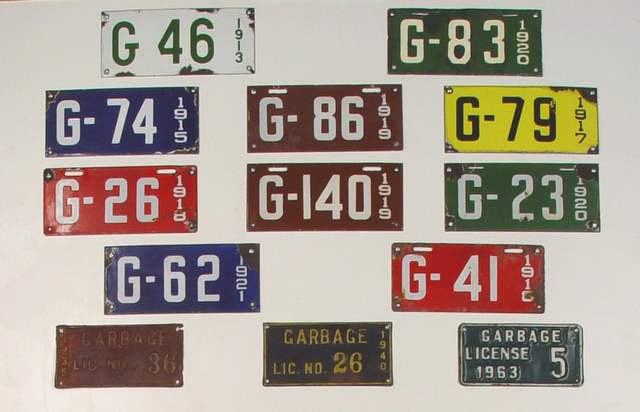 G 46 1913
G-83 1920
G-74 1915
G-86 1919
G-79 1917
G-26 1918
G-140 1919
G-23 1920
G-62 1921
G-41
GARBAGE
LIC. NO. 36
GARBAGE 1940
LIC. NO. 26
GARBAGE
LICENSE
1963 5